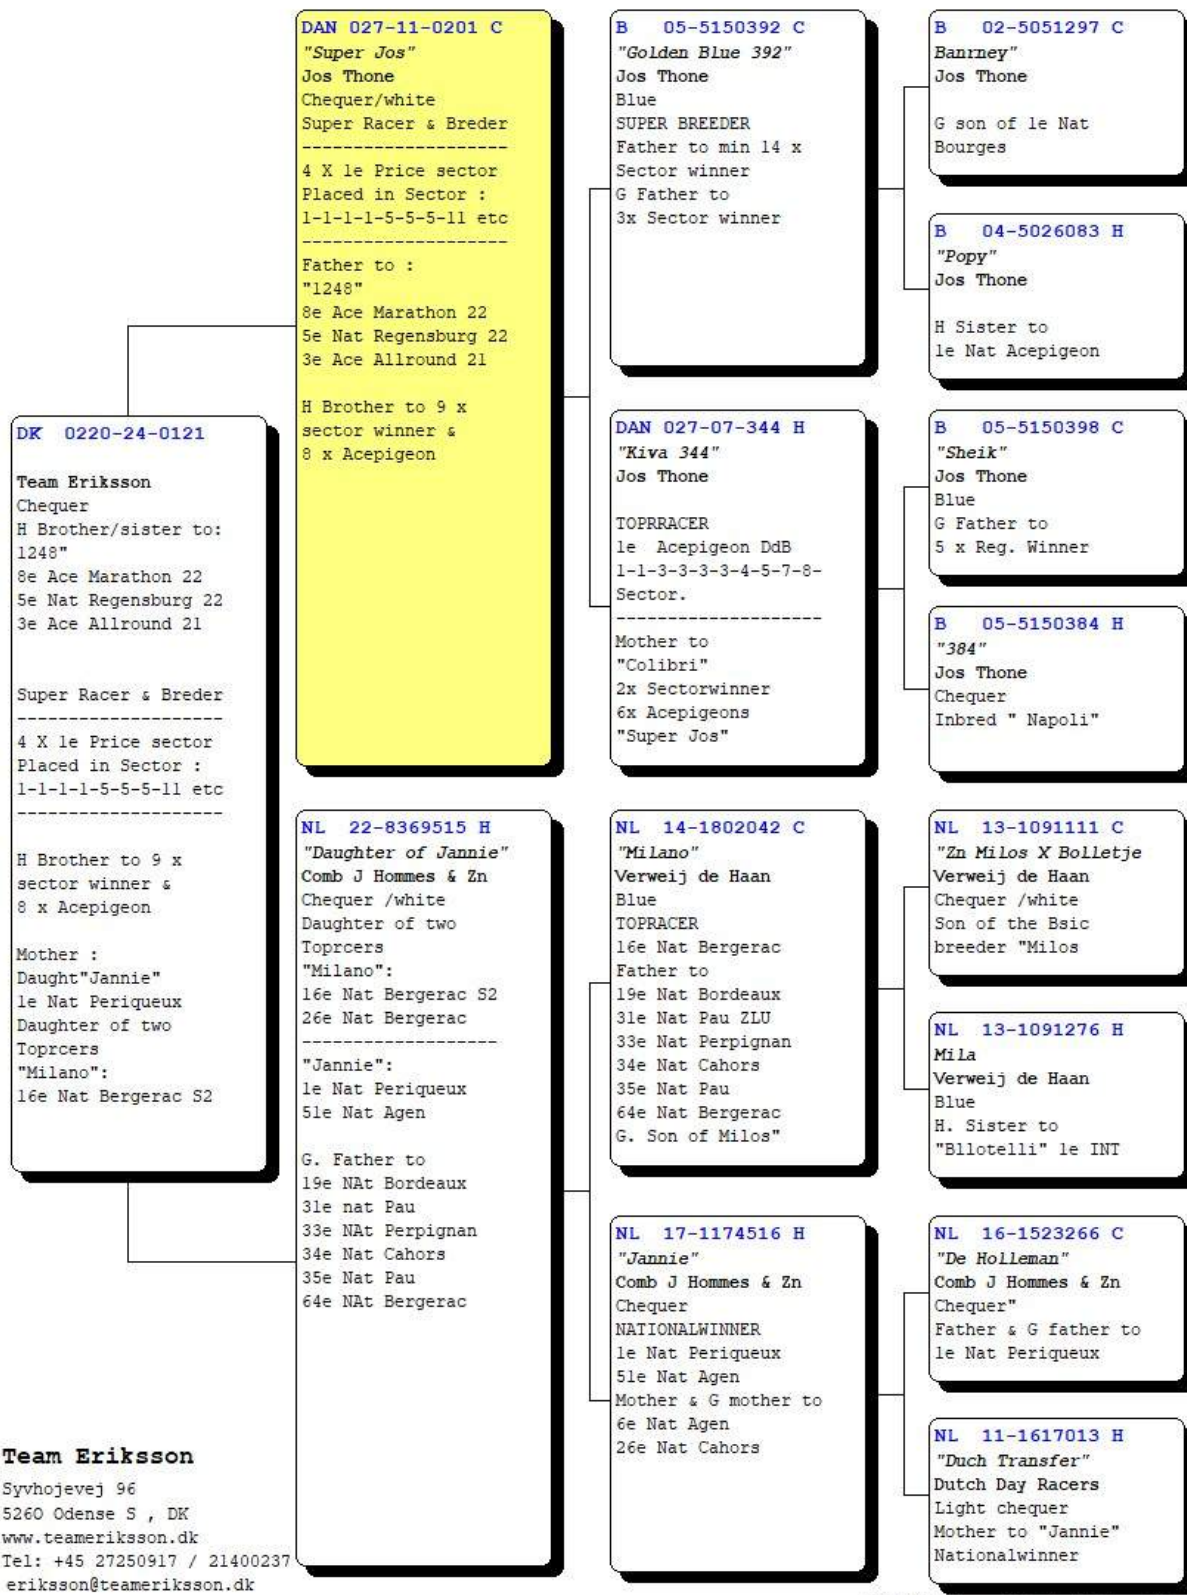 DK 0220-24-0121
Team Eriksson
Chequer
H Brother/sister to:
1248"
8e Ace Marathon 22
5e Nat Regensburg 22
3e Ace Allround 21
Super Racer & Breder
--------------------
4 X 1e Price sector
Placed in Sector :
1-1-1-1-5-5-5-11 etc
--------------------
H Brother to 9 x
sector winner &
8 x Acepigeon
Mother :
Daught"Jannie"
1e Nat Periqueux
Daughter of two
Toprcers
"Milano":
16e Nat Bergerac S2
DAN 027-11-0201 C
"Super Jos"
Jos Thone
Chequer/white
Super Racer & Breder
--------------------
4 X 1e Price sector
Placed in Sector :
1-1-1-1-5-5-5-11 etc
--------------------
Father to :
"1248"
8e Ace Marathon 22
5e Nat Regensburg 22
3e Ace Allround 21
H Brother to 9 x
sector winner &
8 x Acepigeon
NL 22-8369515 H
"Daughter of Jannie"
Comb J Hommes & Zn
Chequer /white
Daughter of two
Toprcers
"Milano":
16e Nat Bergerac S2
26e Nat Bergerac
-------------------
"Jannie":
1e Nat Periqueux
51e Nat Agen
G. Father to
19e NAt Bordeaux
31e nat Pau
33e NAt Perpignan
34e Nat Cahors
35e Nat Pau
64e NAt Bergerac
B 05-5150392 C
"Golden Blue 392"
Jos Thone
Blue
SUPER BREEDER
Father to min 14 x
Sector winner
G Father to
3x Sector winner
DAN 027-07-344 H
"Kiva 344"
Jos Thone
TOPRRACER
1e Acepigeon DdB
1-1-3-3-3-3-4-5-7-8-
Sector.
--------------------
Mother to
"Colibri"
2x Sectorwinner
6x Acepigeons
"Super Jos"
NL 14-1802042 C
"Milano"
Verweij de Haan
Blue
TOPRACER
16e Nat Bergerac
Father to
19e Nat Bordeaux
31e Nat Pau ZLU
33e Nat Perpignan
34e Nat Cahors
35e Nat Pau
64e Nat Bergerac
G. Son of Milos"
NL 17-1174516 H
"Jannie"
Comb J Hommes & Zn
Chequer
NATIONALWINNER
1e Nat Periqueux
51e Nat Agen
Mother & G mother to
6e Nat Agen
26e Nat Cahors
B 02-5051297 C
Banrney"
Jos Thone
G son of 1e Nat
Bourges
B 04-5026083 H
"Popy"
Jos Thone
H Sister to
1e Nat Acepigeon
B 05-5150398 C
"Sheik"
Jos Thone
Blue
G Father to
5 x Reg. Winner
B 05-5150384 H
"384"
Jos Thone
Chequer
Inbred " Napoli"
NL 13-1091111 C
"Zn Milos X Bolletje
Verweij de Haan
Chequer /white
Son of the Bsic
breeder "Milos
NL 13-1091276 H
Mila
Verweij de Haan
Blue
H. Sister to
"Bllotelli" 1e INT
NL 16-1523266 C
"De Holleman"
Comb J Hommes & Zn
Chequer"
Father & G father to
1e Nat Periqueux
NL 11-1617013 H
"Duch Transfer"
Dutch Day Racers
Light chequer
Mother to "Jannie"
Nationalwinner
Team Eriksson
Syvhojevej 96
5260 Odense S , DK
www.teameriksson.dk
Tel: +45 27250917 / 21400237
eriksson@teameriksson.dk